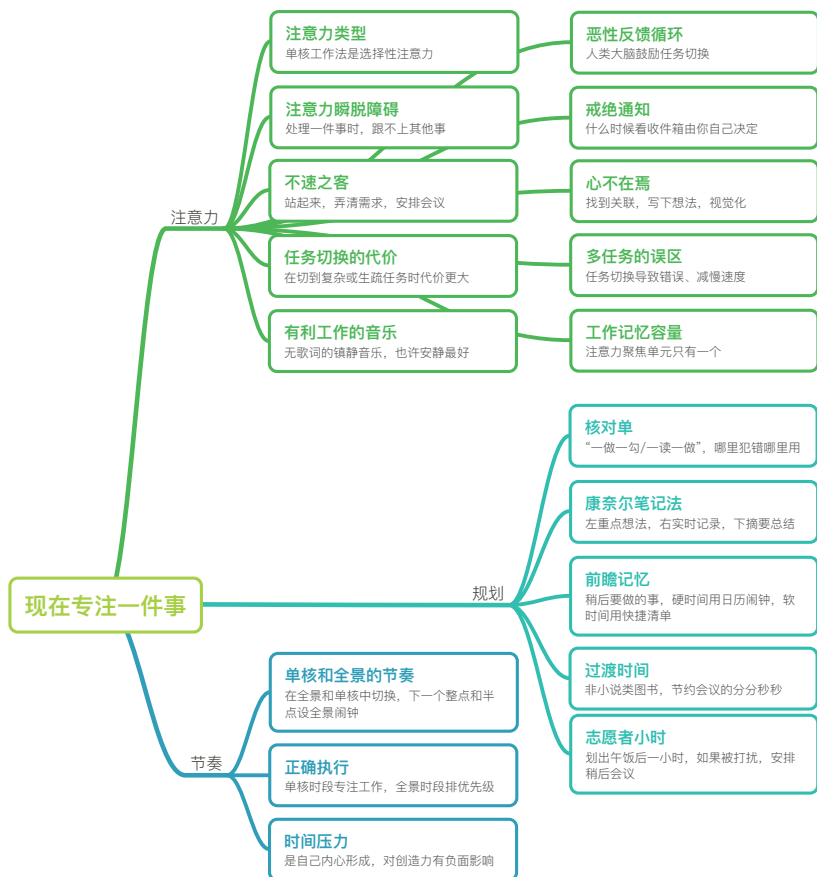 现在专注一件事
注意力
注意力类型
单核工作法是选择性注意力
注意力瞬脱障碍
处理一件事时，跟不上其他事
不速之客
站起来，弄清需求，安排会议
任务切换的代价
在切到复杂或生疏任务时代价更大
有利工作的音乐
无歌词的镇静音乐，也许安静最好
恶性反馈循环
人类大脑鼓励任务切换
戒绝通知
什么时候看收件箱由你自己决定
心不在焉
找到关联，写下想法，视觉化
多任务的误区
任务切换导致错误、减慢速度
工作记忆容量
注意力聚焦单元只有一个
规划
核对单
“一做一勾/一读一做”，哪里犯错哪里用
康奈尔笔记法
左重点想法，右实时记录，下摘要总结
前瞻记忆
稍后要做的事，硬时间用日历闹钟，软
时间用快捷清单
过渡时间
非小说类图书，节约会议的分分秒秒
志愿者小时
划出午饭后一小时，如果被打扰，安排
稍后会议
节奏
单核和全景的节奏
在全景和单核中切换，下一个整点和半
点设全景闹钟
正确执行
单核时段专注工作，全景时段排优先级
时间压力
是自己内心形成，对创造力有负面影响